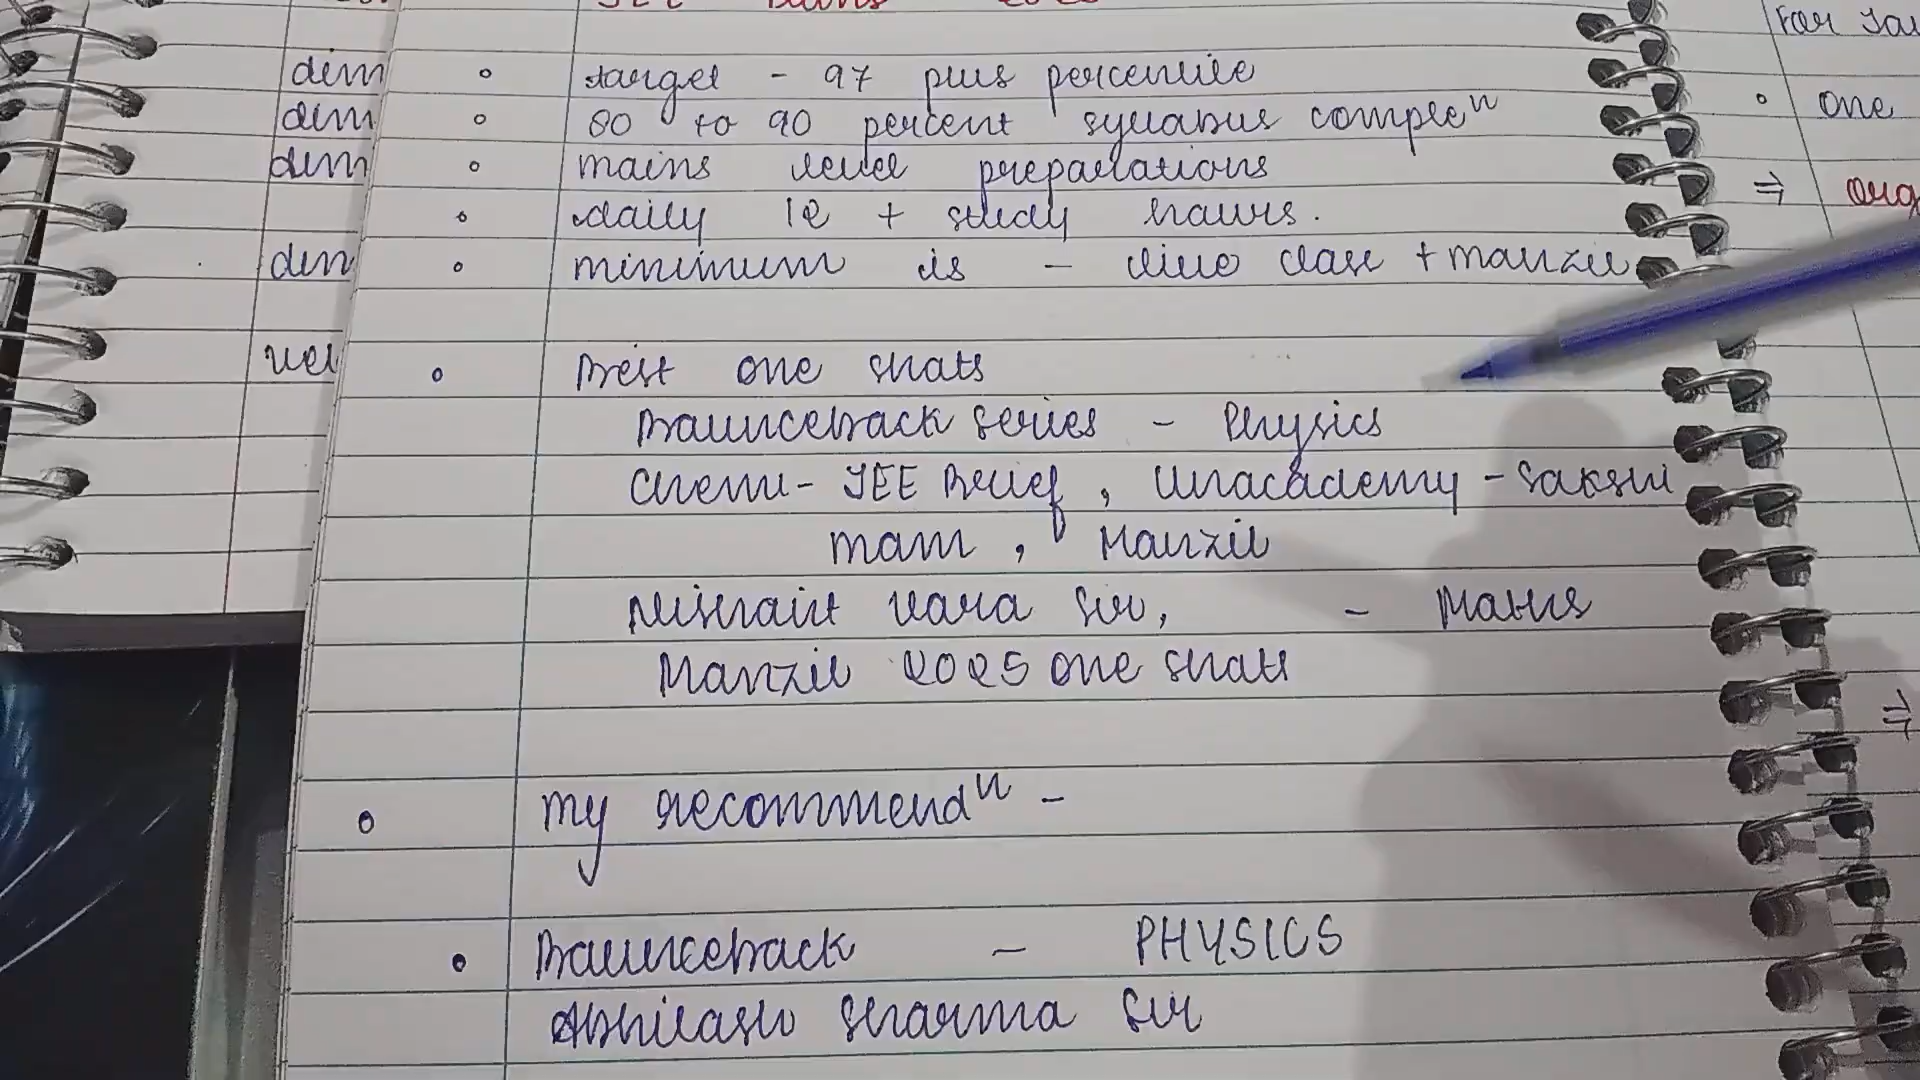 target - 97 plus percentile
80 to 90 percent syllabus compleⁿ
mains level preparations
daily 12 + study hours.
minimum is - live class + manzil
Best one shots
Bounceback series - Physics
Chem - JEE Brief, Unacademy - Sakshi
mam, Manzil
Nishant Vora Sir, - Maths
Manzil 2025 one shots
my recommendⁿ -
Bounceback - PHYSICS
Abhilash Sharma Sir
For
one